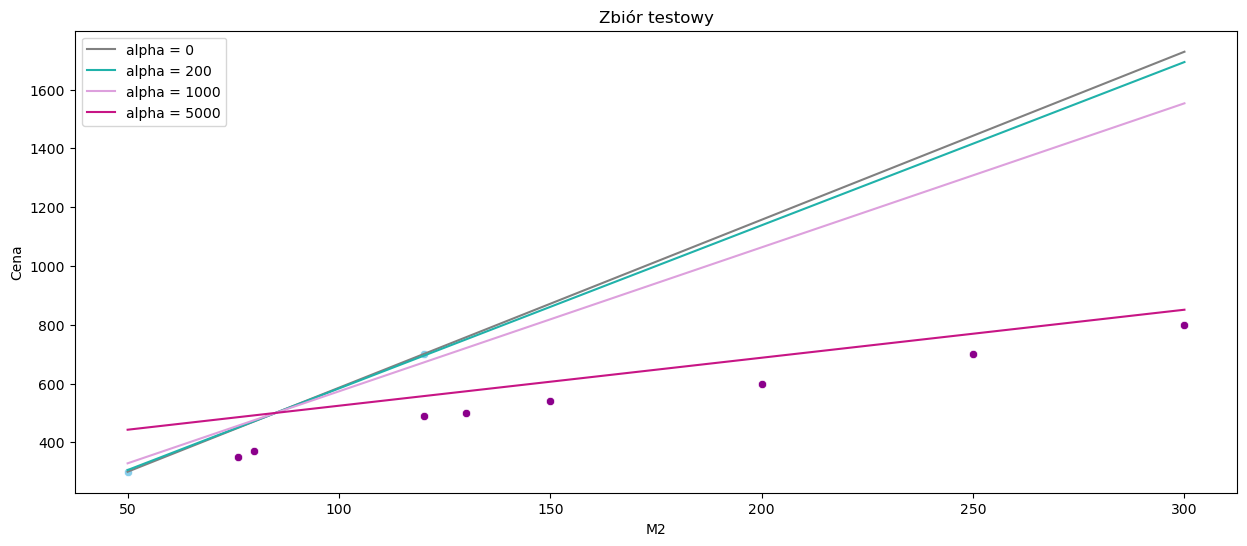 Zbiór testowy
alpha = 0
alpha = 200
alpha = 1000
alpha = 5000
1600
1400
1200
1000
800
600
400
Cena
50
100
150
200
250
300
M2